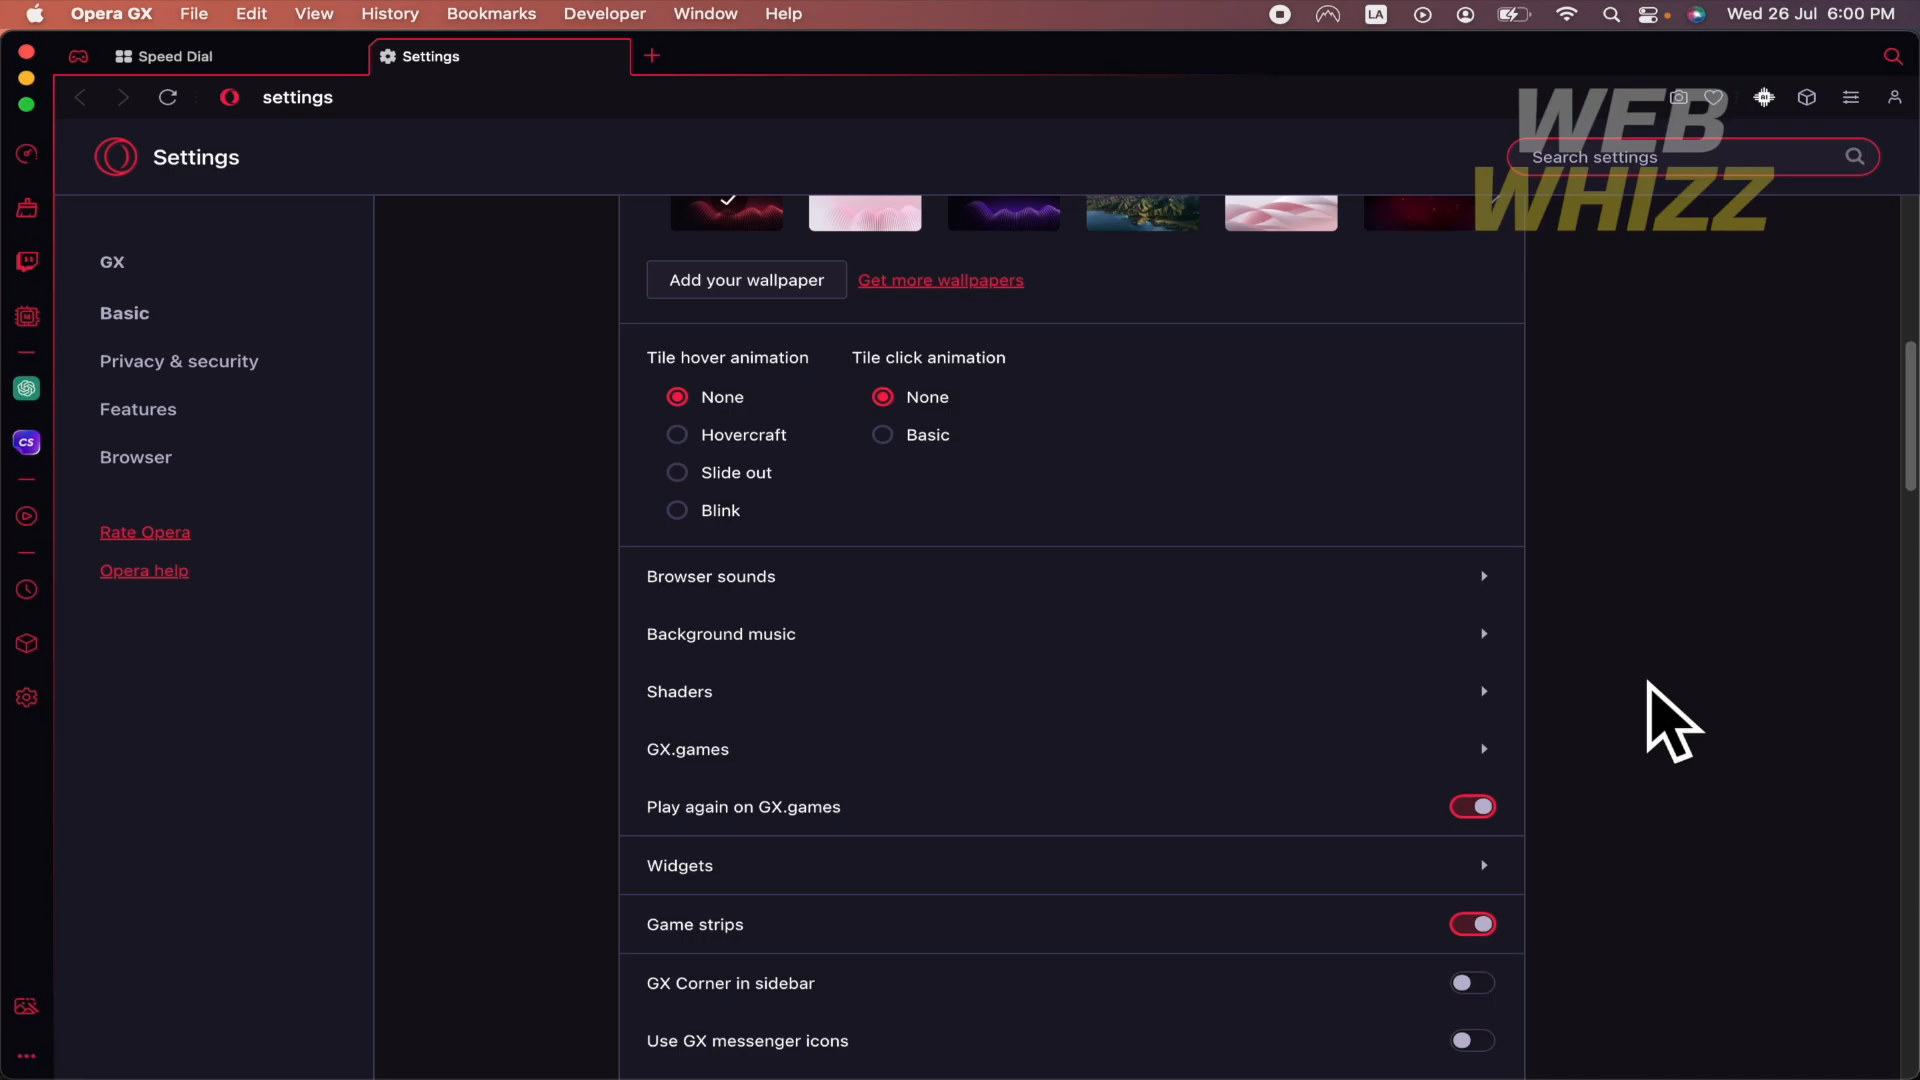 Opera GX File Edit View History Bookmarks Developer Window Help LA Wed 26 Jul 6:00 PM
Speed Dial
Settings
settings
WEB
WHIZZ
Settings
Search settings
GX
Basic
Privacy & security
Features
Browser
Rate Opera
Opera help
CS
Add your wallpaper Get more wallpapers
Tile hover animation Tile click animation
None None
Hovercraft Basic
Slide out
Blink
Browser sounds
Background music
Shaders
GX.games
Play again on GX.games
Widgets
Game strips
GX Corner in sidebar
Use GX messenger icons